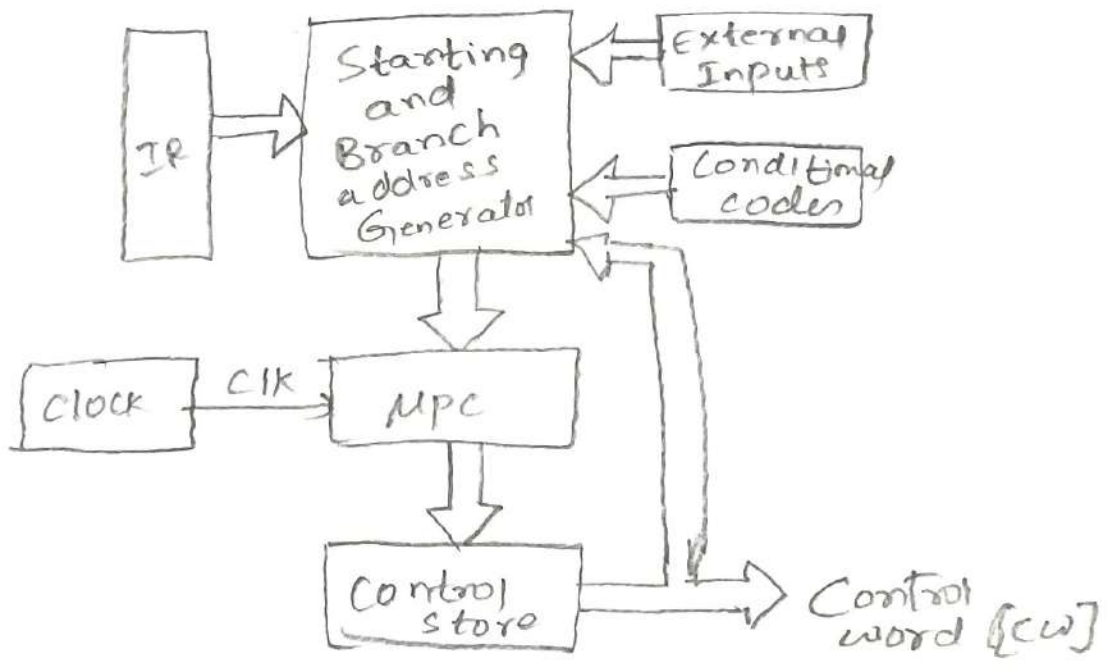 IR
Starting
and
Branch
address
Generator
External
Inputs
Conditional
codes
Clock
Clk
MPC
Control
store
Control
word [CW]